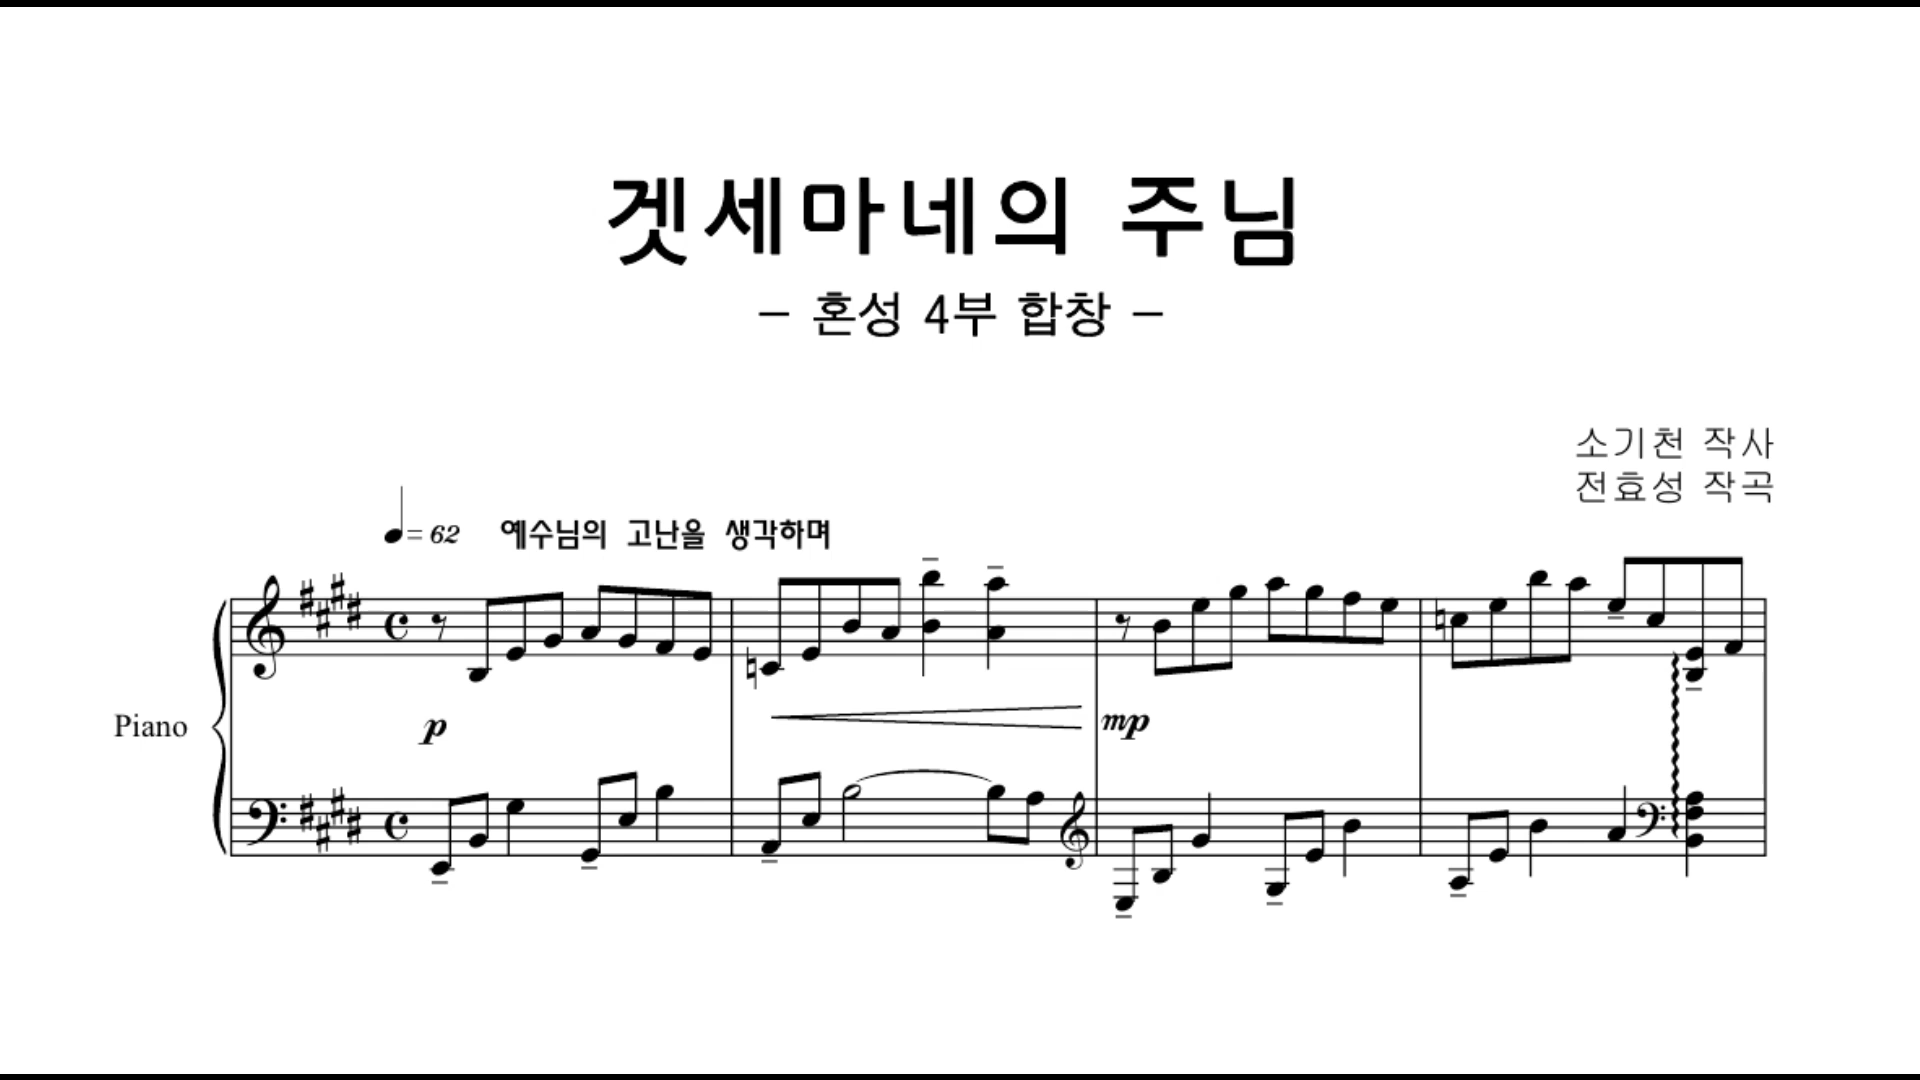 겟세마네의 주님
– 혼성 4부 합창 –
소기천 작사
전효성 작곡
= 62 예수님의 고난을 생각하며
Piano
p
mp